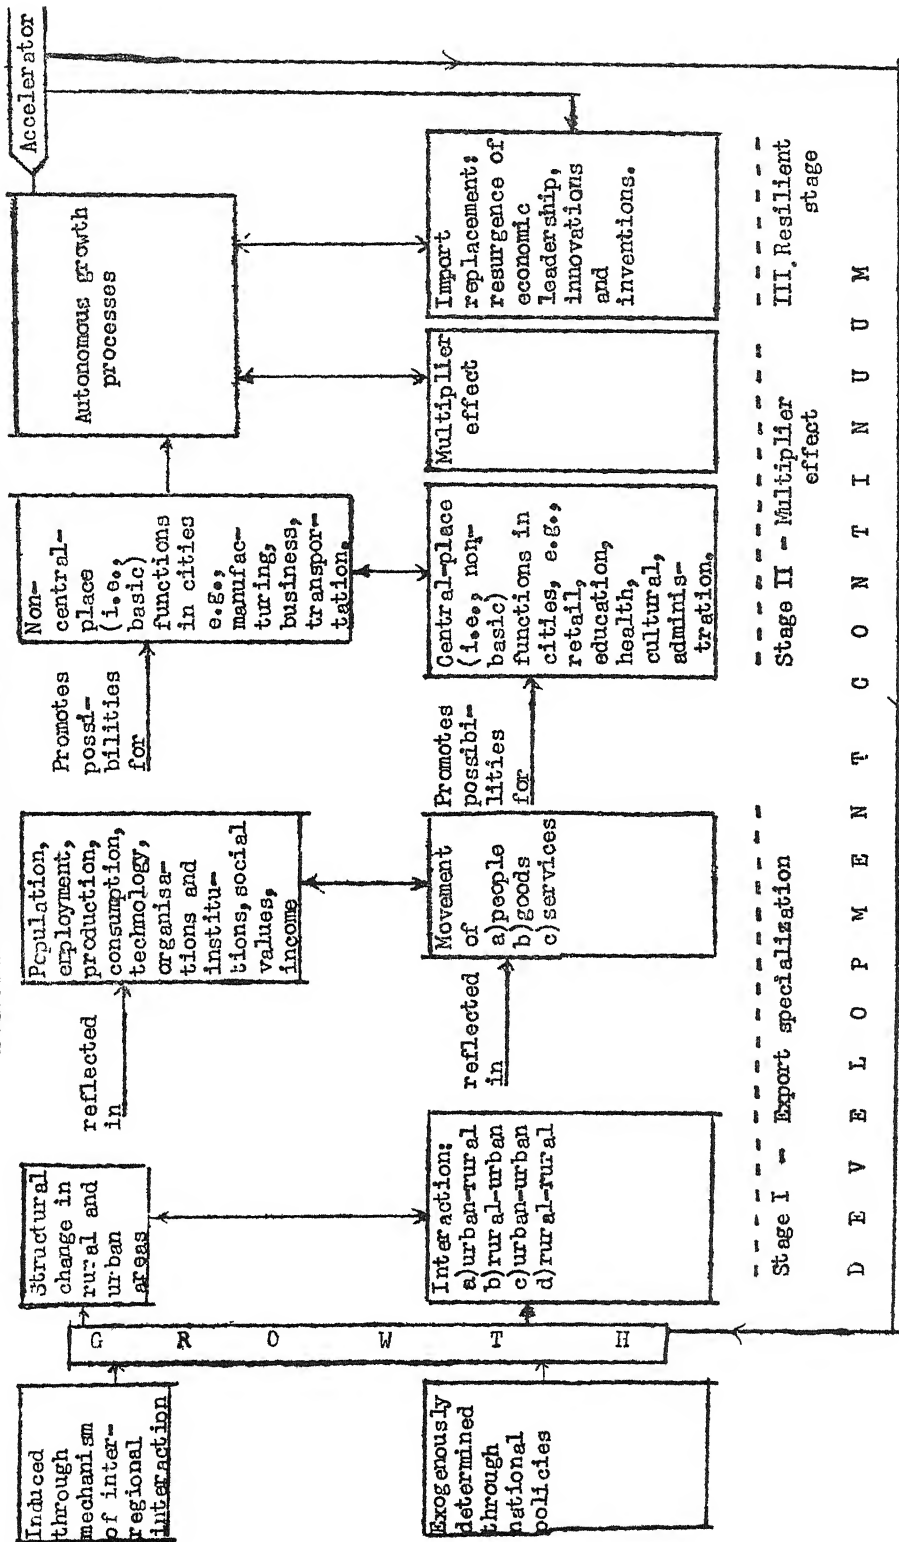 Induced
through
mechanism
of inter-
regional
interaction
Exogenously
determined
through
national
policies
G R O W T H
Structural
change in
rural and
urban
areas
Interaction:
a)urban-rural
b)rural-urban
c)urban-urban
d)rural-rural
reflected
in
reflected
in
Population,
employment,
production,
consumption,
technology,
organisa-
tions and
institu-
tions,social
values,
income
Movement
of
a)people
b)goods
c)services
Promotes
possi-
bilities
for
Promotes
possibi-
lities
for
Non-
central-
place
(i.e.,
basic)
functions
in cities
e.g.,
manufac-
turing,
business,
transpor-
tation.
Central-place
(i.e., non-
basic)
functions in
cities, e.g.,
retail,
education,
health,
cultural,
adminis-
tration.
Autonomous growth
processes
Multiplier
effect
Import
replacement:
resurgence of
economic
leadership,
innovations
and
inventions.
Accelerator
Stage I - Export specialization
Stage II - Multiplier
effect
III.Resilient
stage
D E V E L O P M E N T C O N T I N U U M